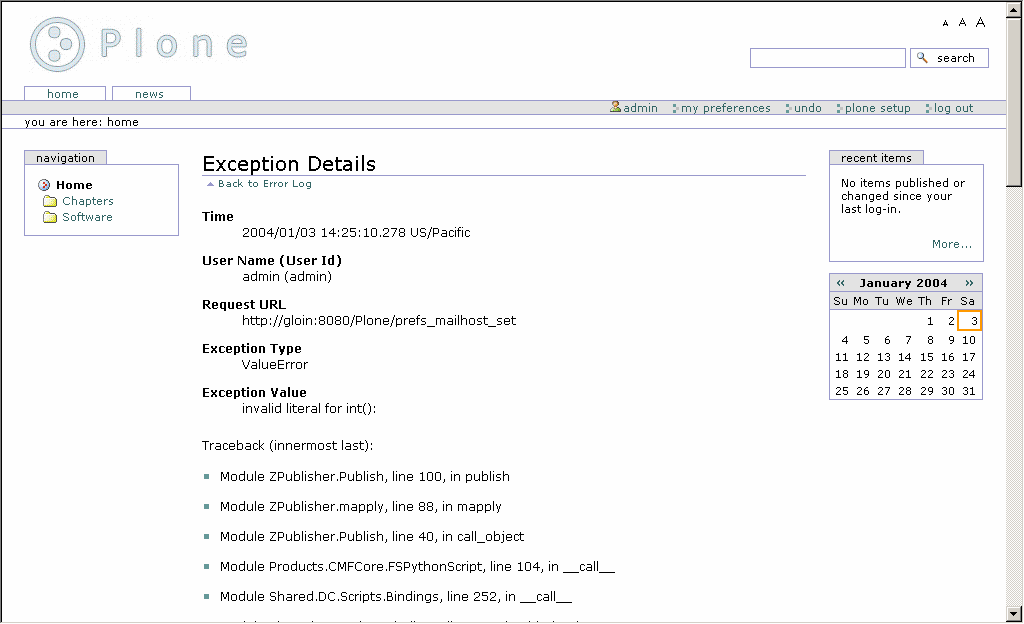 Plone
A A A
search
home news
admin my preferences undo plone setup log out
you are here: home
navigation
Home
Chapters
Software
Exception Details
Back to Error Log
Time
2004/01/03 14:25:10.278 US/Pacific
User Name (User Id)
admin (admin)
Request URL
http://gloin:8080/Plone/prefs_mailhost_set
Exception Type
ValueError
Exception Value
invalid literal for int():
Traceback (innermost last):
Module ZPublisher.Publish, line 100, in publish
Module ZPublisher.mapply, line 88, in mapply
Module ZPublisher.Publish, line 40, in call_object
Module Products.CMFCore.FSPythonScript, line 104, in __call__
Module Shared.DC.Scripts.Bindings, line 252, in __call__
recent items
No items published or
changed since your
last log-in.
More...
« January 2004 »
Su Mo Tu We Th Fr Sa
1 2 3
4 5 6 7 8 9 10
11 12 13 14 15 16 17
18 19 20 21 22 23 24
25 26 27 28 29 30 31